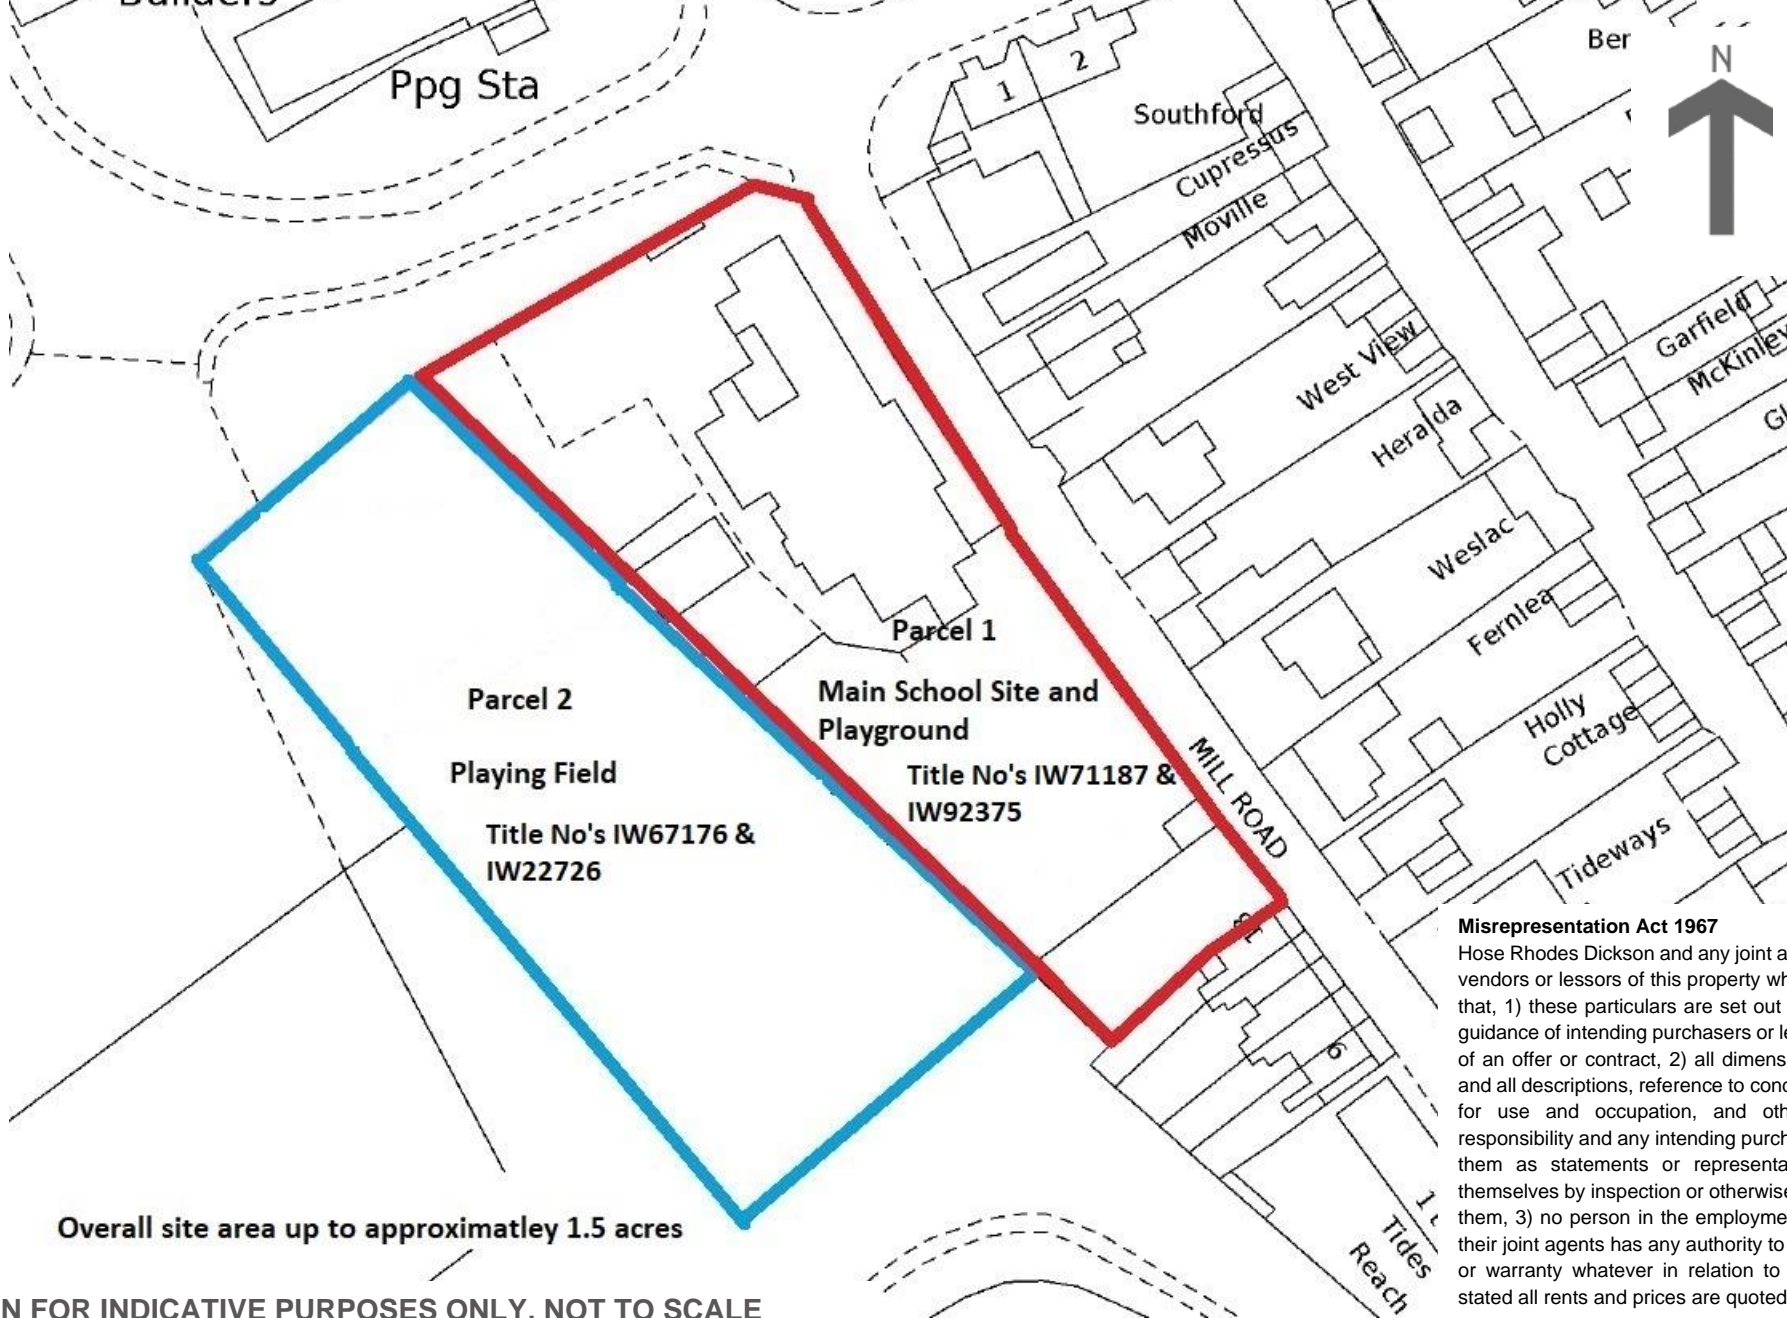 Builders
Ppg Sta
1
2
Southford
Cupressus
Moville
Ber
N
West View
Garfield
McKinley
Heralda
Weslac
Fernlea
Holly
Cottage
Tideways
MILL ROAD
Parcel 1
Main School Site and
Playground
Title No's IW71187 &
IW92375
Parcel 2
Playing Field
Title No's IW67176 &
IW22726
18
6
Tides
Reach
Misrepresentation Act 1967
Hose Rhodes Dickson and any joint a
vendors or lessors of this property wh
that, 1) these particulars are set out
guidance of intending purchasers or le
of an offer or contract, 2) all dimens
and all descriptions, reference to cond
for use and occupation, and oth
responsibility and any intending purch
them as statements or representa
themselves by inspection or otherwise
them, 3) no person in the employme
their joint agents has any authority to
or warranty whatever in relation to
stated all rents and prices are quoted
Overall site area up to approximatley 1.5 acres
N FOR INDICATIVE PURPOSES ONLY. NOT TO SCALE